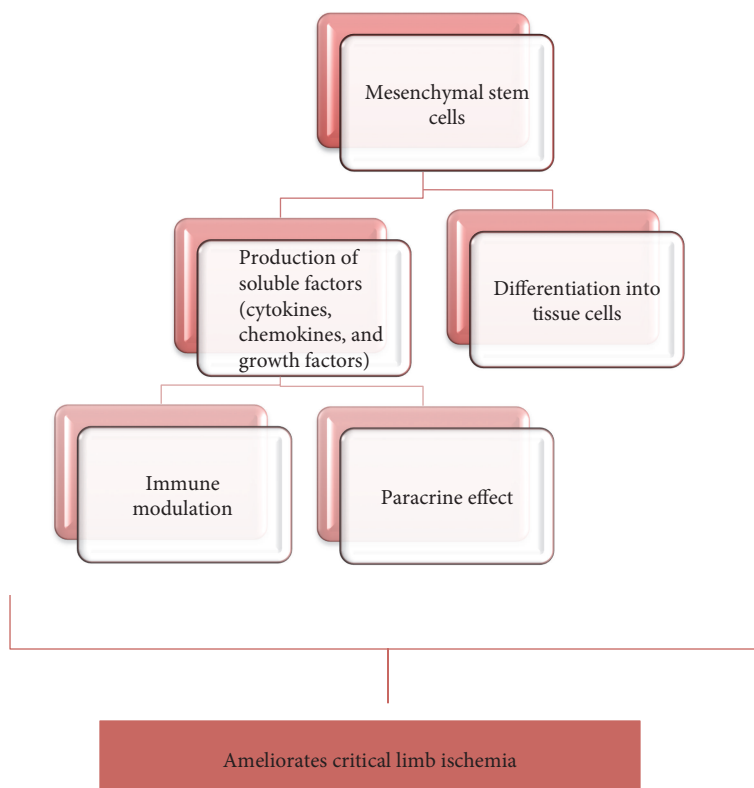 Mesenchymal stem
cells
Production of
soluble factors
(cytokines,
chemokines, and
growth factors)
Differentiation into
tissue cells
Immune
modulation
Paracrine effect
Ameliorates critical limb ischemia